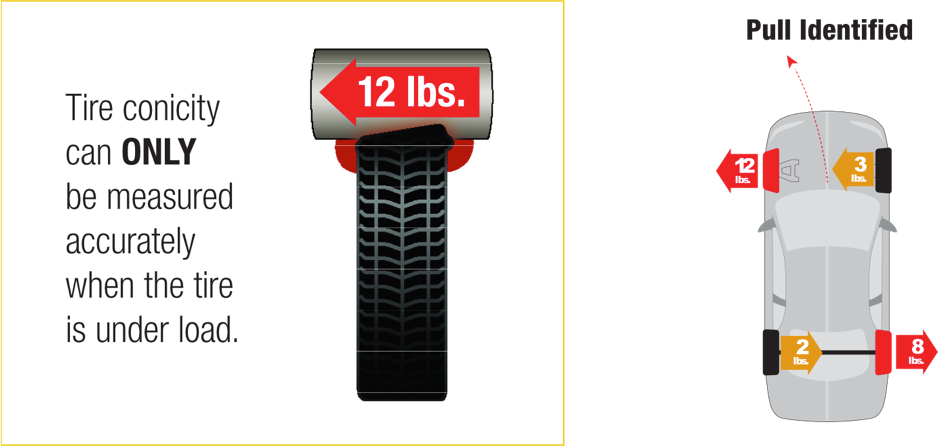 Tire conicity
can ONLY
be measured
accurately
when the tire
is under load.
12 lbs.
Pull Identified
12
lbs.
A
3
lbs.
2
lbs.
8
lbs.